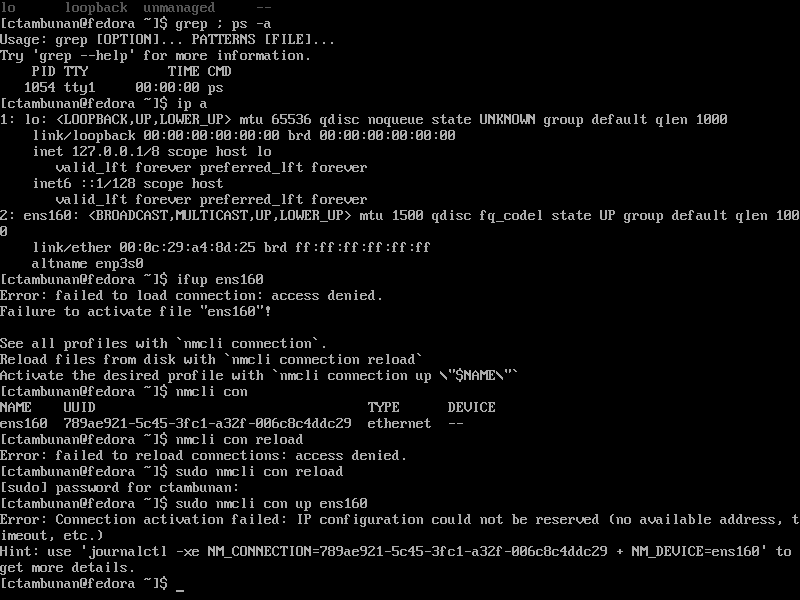 lo      loopback  unmanaged     --
[ctambunan@fedora ~]$ grep ; ps -a
Usage: grep [OPTION]... PATTERNS [FILE]...
Try 'grep --help' for more information.
    PID TTY          TIME CMD
   1054 tty1     00:00:00 ps
[ctambunan@fedora ~]$ ip a
1: lo: <LOOPBACK,UP,LOWER_UP> mtu 65536 qdisc noqueue state UNKNOWN group default qlen 1000
    link/loopback 00:00:00:00:00:00 brd 00:00:00:00:00:00
    inet 127.0.0.1/8 scope host lo
       valid_lft forever preferred_lft forever
    inet6 ::1/128 scope host
       valid_lft forever preferred_lft forever
2: ens160: <BROADCAST,MULTICAST,UP,LOWER_UP> mtu 1500 qdisc fq_codel state UP group default qlen 100
0
    link/ether 00:0c:29:a4:8d:25 brd ff:ff:ff:ff:ff:ff
    altname enp3s0
[ctambunan@fedora ~]$ ifup ens160
Error: failed to load connection: access denied.
Failure to activate file "ens160"!

See all profiles with `nmcli connection`.
Reload files from disk with `nmcli connection reload`
Activate the desired profile with `nmcli connection up \"$NAME\"`
[ctambunan@fedora ~]$ nmcli con
NAME    UUID                                  TYPE      DEVICE
ens160  789ae921-5c45-3fc1-a32f-006c8c4ddc29  ethernet  --
[ctambunan@fedora ~]$ nmcli con reload
Error: failed to reload connections: access denied.
[ctambunan@fedora ~]$ sudo nmcli con reload
[sudo] password for ctambunan:
[ctambunan@fedora ~]$ sudo nmcli con up ens160
Error: Connection activation failed: IP configuration could not be reserved (no available address, t
imeout, etc.)
Hint: use 'journalctl -xe NM_CONNECTION=789ae921-5c45-3fc1-a32f-006c8c4ddc29 + NM_DEVICE=ens160' to
get more details.
[ctambunan@fedora ~]$ _